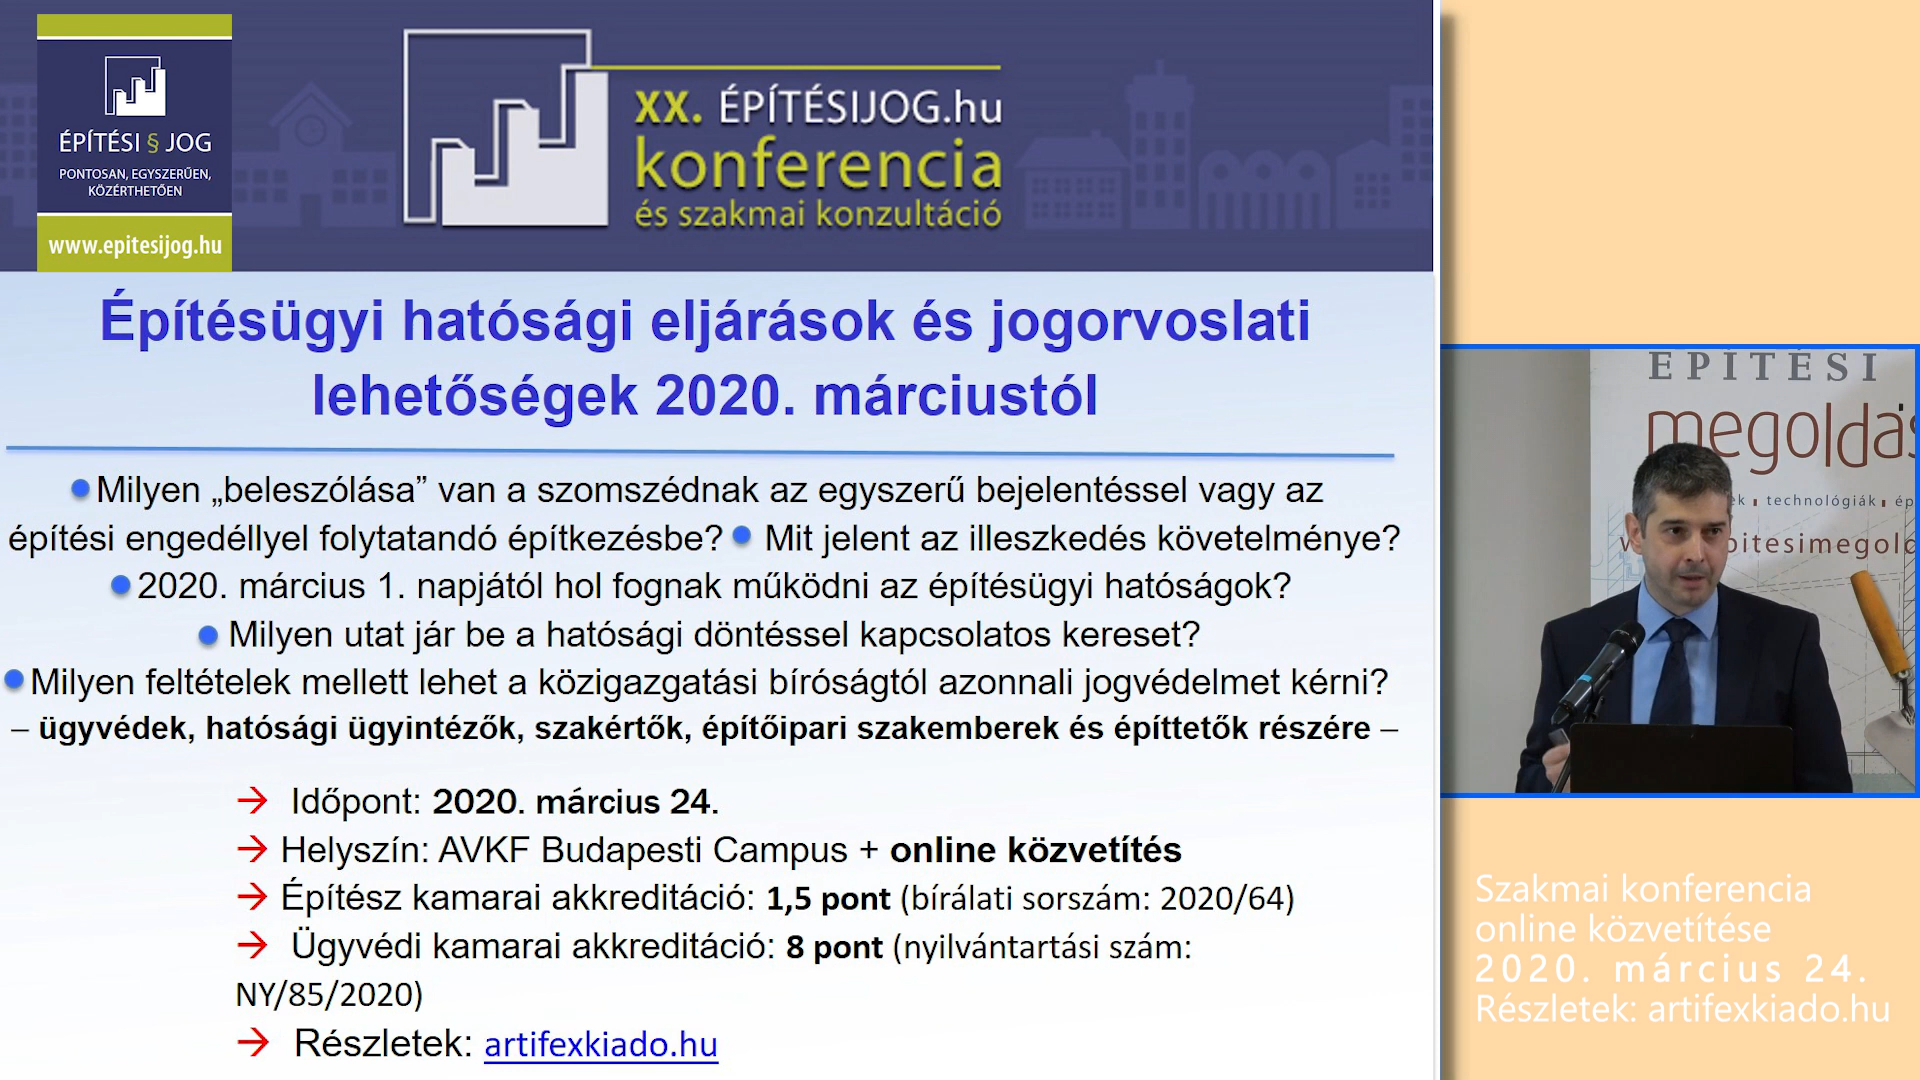 ÉPÍTÉSI § JOG
PONTOSAN, EGYSZERŰEN,
KÖZÉRTHETŐEN
www.epitesijog.hu
XX. ÉPÍTÉSIJOG.hu
konferencia
és szakmai konzultáció
Építésügyi hatósági eljárások és jogorvoslati
lehetőségek 2020. márciustól
Milyen „beleszólása” van a szomszédnak az egyszerű bejelentéssel vagy az
építési engedéllyel folytatandó építkezésbe? Mit jelent az illeszkedés követelménye?
2020. március 1. napjától hol fognak működni az építésügyi hatóságok?
Milyen utat jár be a hatósági döntéssel kapcsolatos kereset?
Milyen feltételek mellett lehet a közigazgatási bíróságtól azonnali jogvédelmet kérni?
– ügyvédek, hatósági ügyintézők, szakértők, építőipari szakemberek és építtetők részére –
→ Időpont: 2020. március 24.
→ Helyszín: AVKF Budapesti Campus + online közvetítés
→ Építész kamarai akkreditáció: 1,5 pont (bírálati sorszám: 2020/64)
→ Ügyvédi kamarai akkreditáció: 8 pont (nyilvántartási szám:
NY/85/2020)
→ Részletek: artifexkiado.hu
ÉPÍTÉSI
megoldás
technológiák
Szakmai konferencia
online közvetítése
2020. március 24.
Részletek: artifexkiado.hu